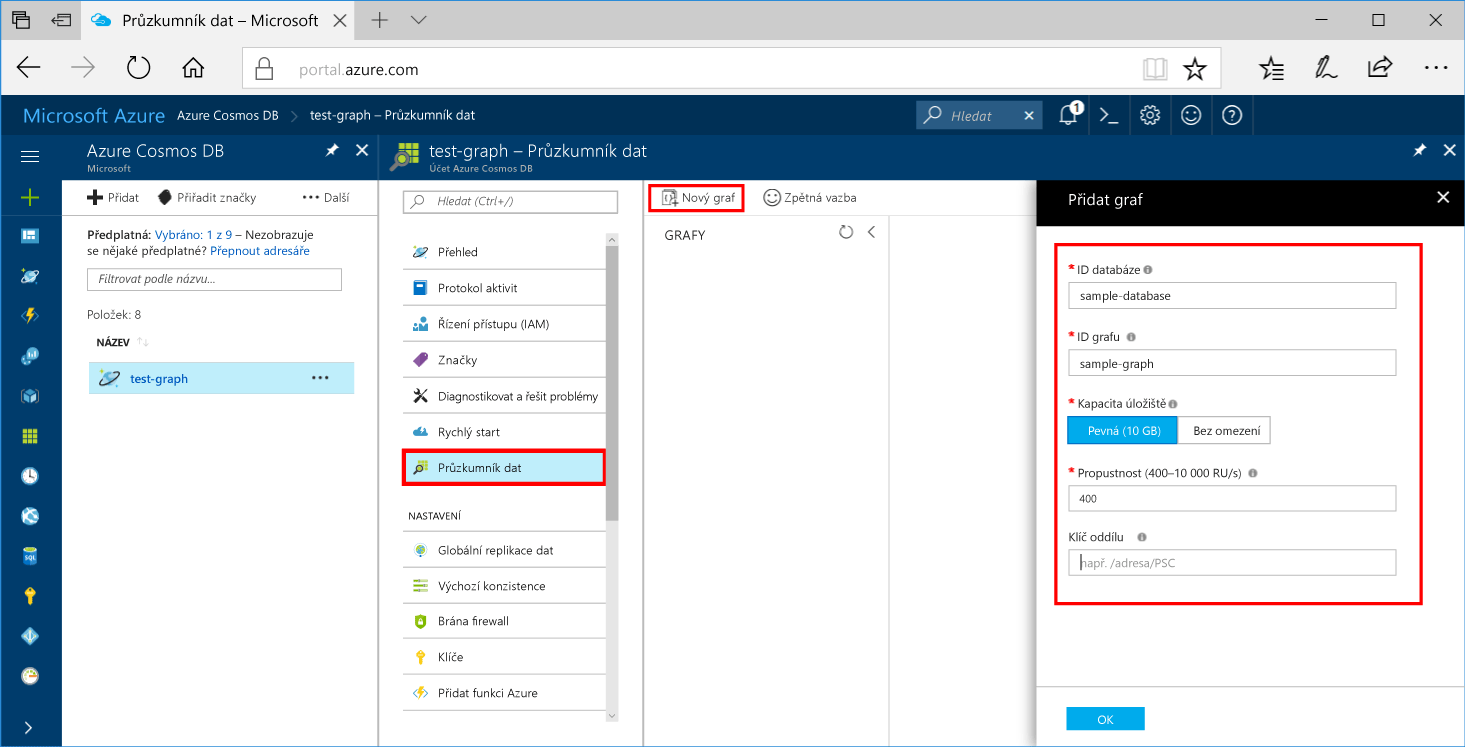 Průzkumník dat – Microsoft
portal.azure.com
Microsoft Azure Azure Cosmos DB test-graph – Průzkumník dat
Hledat
1
Azure Cosmos DB
Microsoft
test-graph – Průzkumník dat
Účet Azure Cosmos DB
Přidat Přiřadit značky Další
Předplatná: Vybráno: 1 z 9 – Nezobrazuje
se nějaké předplatné? Přepnout adresáře
Filtrovat podle názvu...
Položek: 8
NÁZEV
test-graph
SQL
Hledat (Ctrl+/)
Přehled
Protokol aktivit
Řízení přístupu (IAM)
Značky
Diagnostikovat a řešit problémy
Rychlý start
Průzkumník dat
NASTAVENÍ
Globální replikace dat
Výchozí konzistence
Brána firewall
Klíče
Přidat funkci Azure
Nový graf Zpětná vazba
GRAFY
Přidat graf
* ID databáze
sample-database
* ID grafu
sample-graph
* Kapacita úložiště
Pevná (10 GB) Bez omezení
* Propustnost (400–10 000 RU/s)
400
Klíč oddílu
např. /adresa/PSC
OK